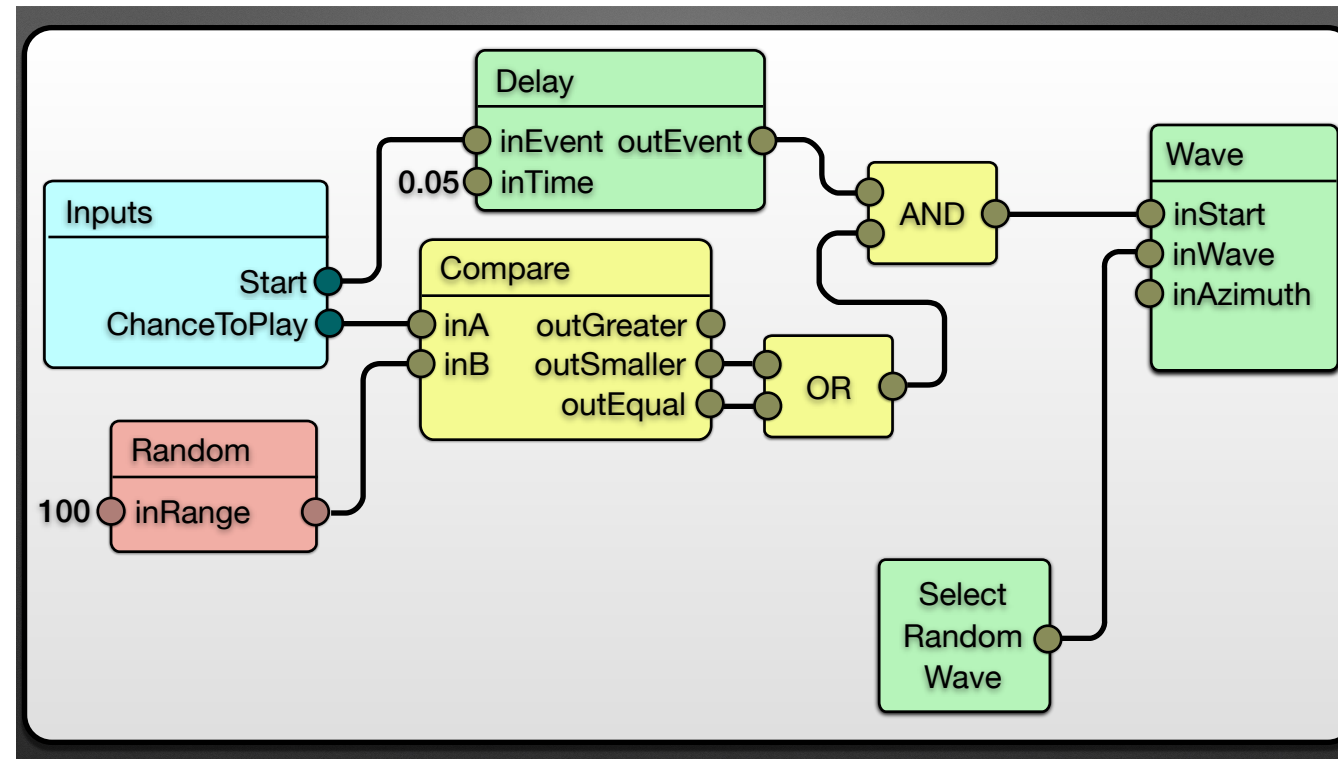 Delay
inEvent outEvent
0.05 inTime
Inputs
Start
ChanceToPlay
Compare
inA outGreater
inB outSmaller
outEqual
OR
AND
Wave
inStart
inWave
inAzimuth
Random
100 inRange
Select
Random
Wave